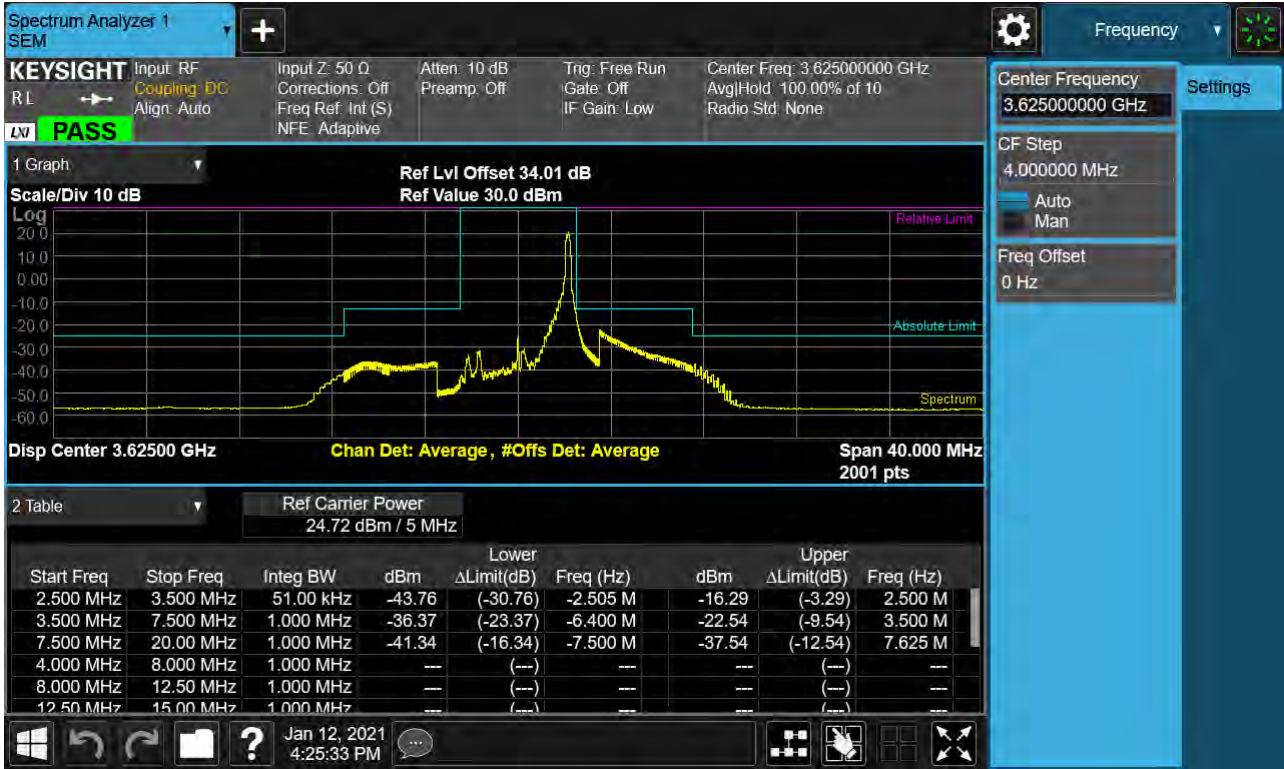 Spectrum Analyzer 1
SEM
+
Frequency
KEYSIGHT Input: RF Input Z: 50 Ω Atten: 10 dB Trig: Free Run Center Freq: 3.625000000 GHz
Coupling: DC Corrections: Off Preamp: Off Gate: Off Avg|Hold: 100.00% of 10
R L Align: Auto Freq Ref: Int (S) IF Gain: Low Radio Std: None
NFE: Adaptive
LXI PASS
Center Frequency
3.625000000 GHz
Settings
CF Step
4.000000 MHz
Auto
Man
Freq Offset
0 Hz
1 Graph
Ref Lvl Offset 34.01 dB
Scale/Div 10 dB Ref Value 30.0 dBm
Log
Relative Limit
20.0
10.0
0.00
-10.0
-20.0
Absolute Limit
-30.0
-40.0
-50.0
Spectrum
-60.0
Disp Center 3.62500 GHz Chan Det: Average, #Offs Det: Average Span 40.000 MHz
2001 pts
2 Table Ref Carrier Power
24.72 dBm / 5 MHz
Lower Upper
Start Freq Stop Freq Integ BW dBm ΔLimit(dB) Freq (Hz) dBm ΔLimit(dB) Freq (Hz)
2.500 MHz 3.500 MHz 51.00 kHz -43.76 (-30.76) -2.505 M -16.29 (-3.29) 2.500 M
3.500 MHz 7.500 MHz 1.000 MHz -36.37 (-23.37) -6.400 M -22.54 (-9.54) 3.500 M
7.500 MHz 20.00 MHz 1.000 MHz -41.34 (-16.34) -7.500 M -37.54 (-12.54) 7.625 M
4.000 MHz 8.000 MHz 1.000 MHz --- (---) --- --- (---) ---
8.000 MHz 12.50 MHz 1.000 MHz --- (---) --- --- (---) ---
12.50 MHz 15.00 MHz 1.000 MHz --- (---) --- --- (---) ---
? Jan 12, 2021
4:25:33 PM